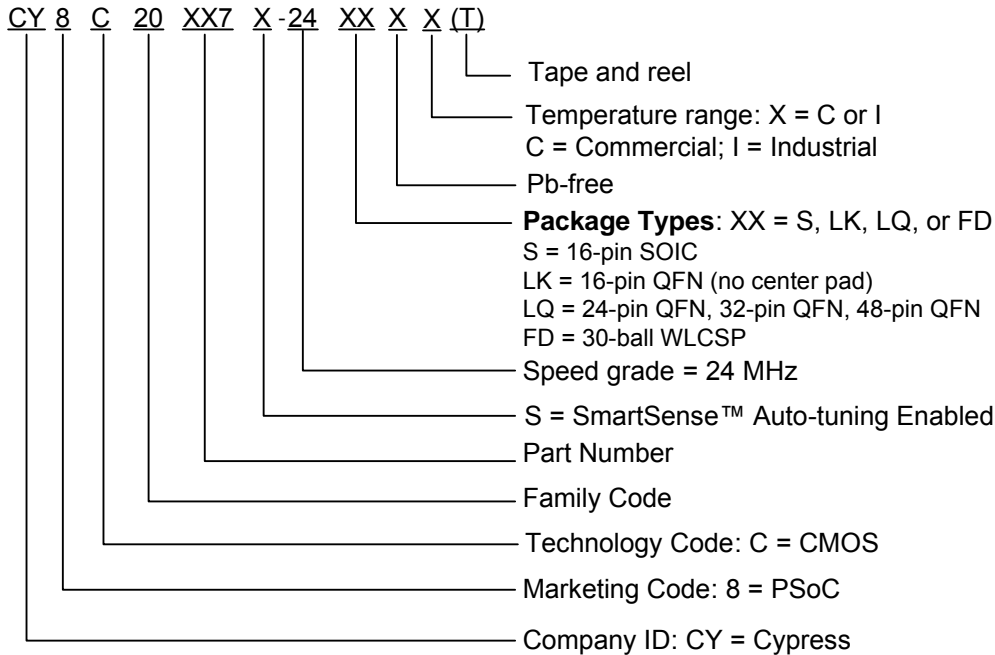 CY 8 C 20 XX7 X -24 XX X X (T)
Tape and reel
Temperature range: X = C or I
C = Commercial; I = Industrial
Pb-free
Package Types: XX = S, LK, LQ, or FD
S = 16-pin SOIC
LK = 16-pin QFN (no center pad)
LQ = 24-pin QFN, 32-pin QFN, 48-pin QFN
FD = 30-ball WLCSP
Speed grade = 24 MHz
S = SmartSense™ Auto-tuning Enabled
Part Number
Family Code
Technology Code: C = CMOS
Marketing Code: 8 = PSoC
Company ID: CY = Cypress